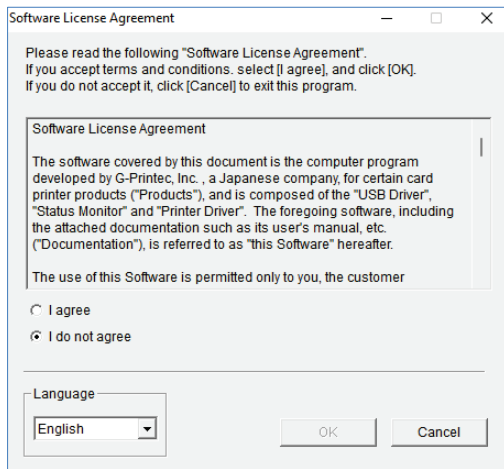 Software License Agreement
Please read the following "Software License Agreement".
If you accept terms and conditions. select [I agree], and click [OK].
If you do not accept it, click [Cancel] to exit this program.
Software License Agreement
The software covered by this document is the computer program
developed by G-Printec, Inc. , a Japanese company, for certain card
printer products ("Products"), and is composed of the "USB Driver",
"Status Monitor" and "Printer Driver".  The foregoing software, including
the attached documentation such as its user's manual, etc.
("Documentation"), is referred to as "this Software" hereafter.
The use of this Software is permitted only to you, the customer
I agree
I do not agree
Language
English
OK
Cancel